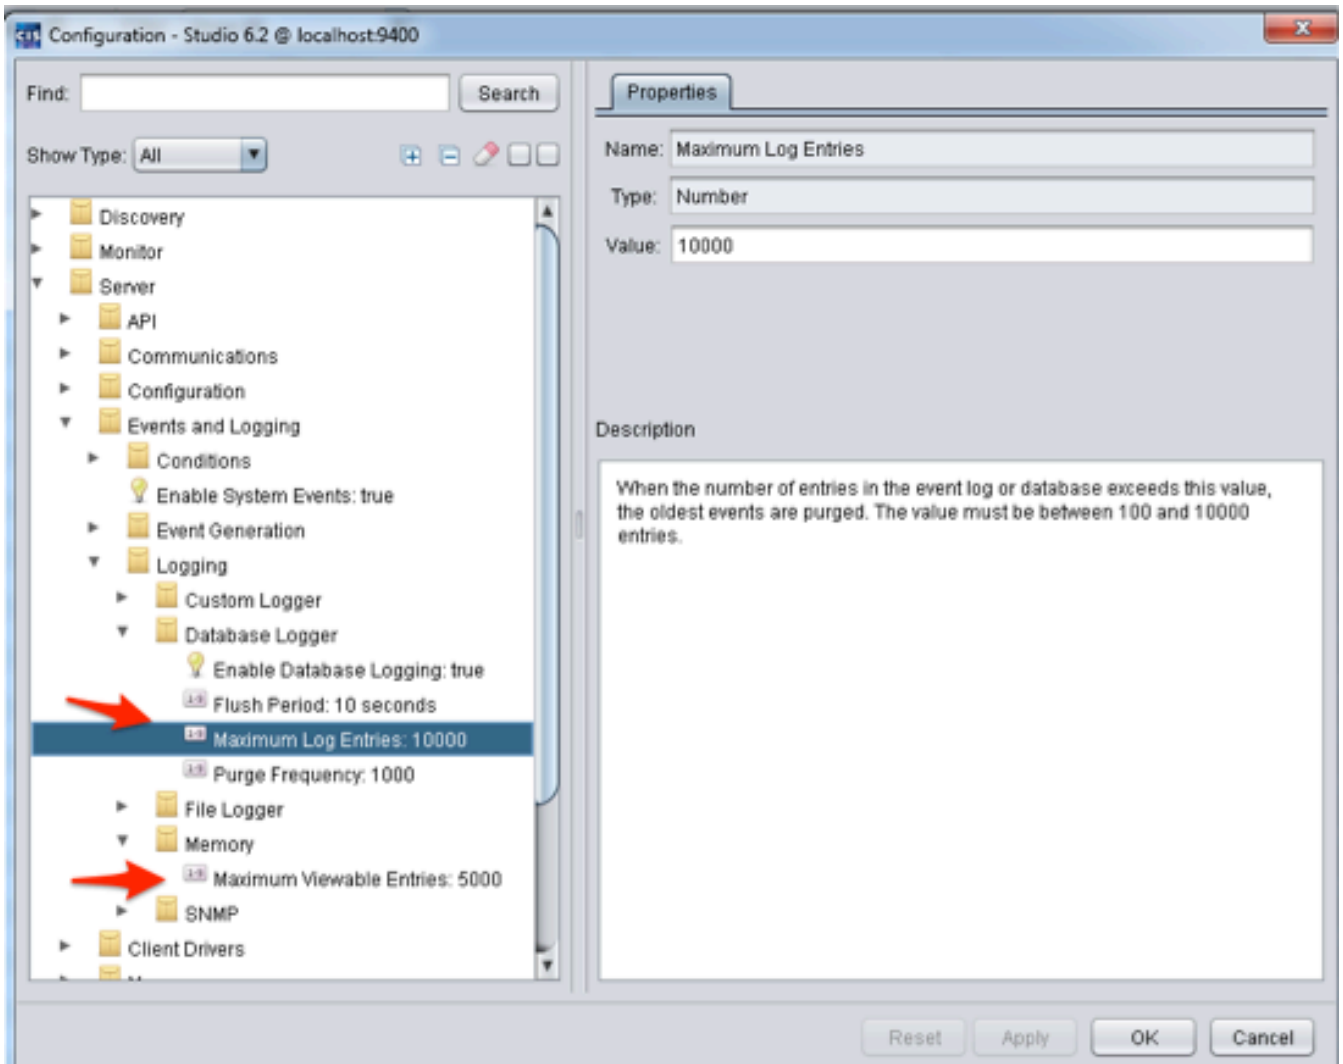 Configuration - Studio 6.2 @ localhost:9400
Find:
Search
Show Type: All
Discovery
Monitor
Server
API
Communications
Configuration
Events and Logging
Conditions
Enable System Events: true
Event Generation
Logging
Custom Logger
Database Logger
Enable Database Logging: true
Flush Period: 10 seconds
Maximum Log Entries: 10000
Purge Frequency: 1000
File Logger
Memory
Maximum Viewable Entries: 5000
SNMP
Client Drivers
Properties
Name: Maximum Log Entries
Type: Number
Value: 10000
Description
When the number of entries in the event log or database exceeds this value,
the oldest events are purged. The value must be between 100 and 10000
entries.
Reset
Apply
OK
Cancel